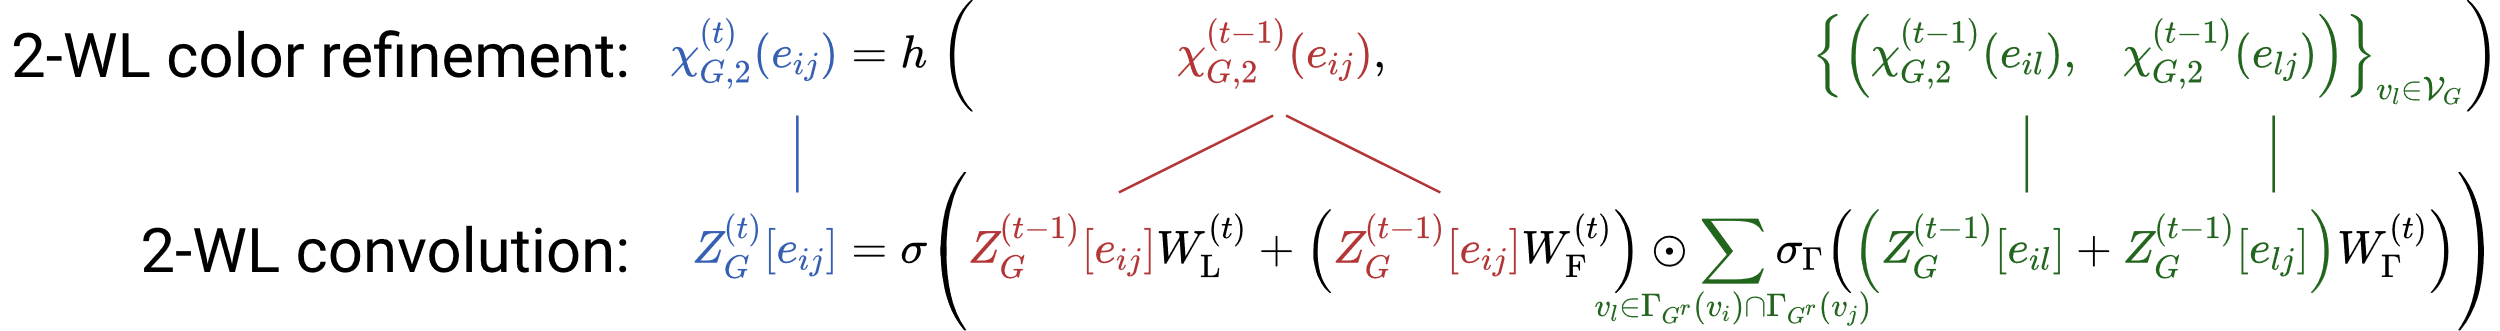 2-WL color refinement: χ_{G,2}^{(t)}(e_{ij}) = h ( χ_{G,2}^{(t−1)}(e_{ij}), {(χ_{G,2}^{(t−1)}(e_{il}), χ_{G,2}^{(t−1)}(e_{lj}))}_{v_l∈𝒱_G} )
2-WL convolution: Z_G^{(t)}[e_{ij}] = σ ( Z_G^{(t−1)}[e_{ij}]W_L^{(t)} + ( Z_G^{(t−1)}[e_{ij}]W_F^{(t)} ) ⊙ ∑_{v_l∈Γ_{G^r}(v_i)∩Γ_{G^r}(v_j)} σ_Γ ( ( Z_G^{(t−1)}[e_{il}] + Z_G^{(t−1)}[e_{lj}] ) W_Γ^{(t)} ) )